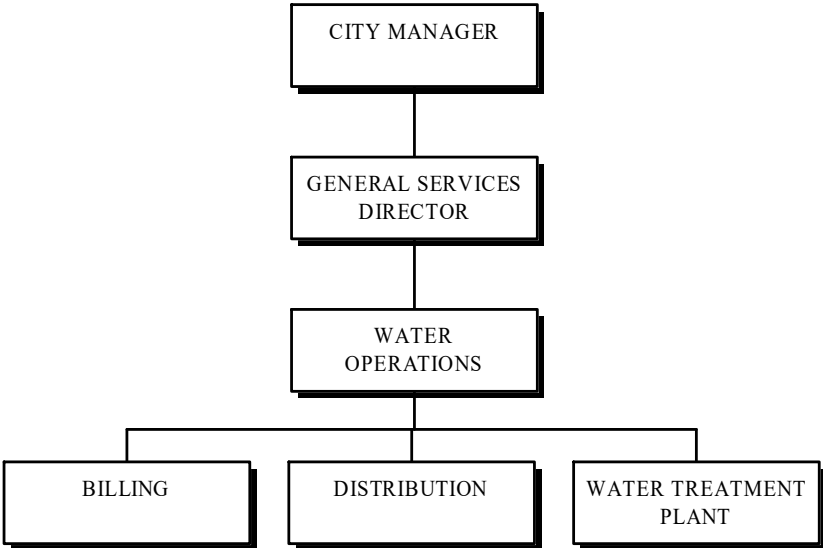 CITY MANAGER
GENERAL SERVICES
DIRECTOR
WATER
OPERATIONS
BILLING
DISTRIBUTION
WATER TREATMENT
PLANT